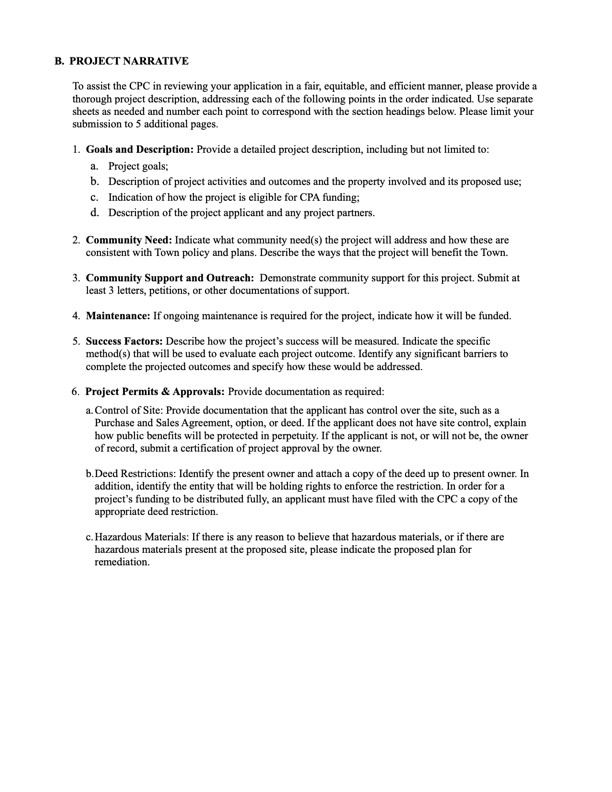 B. PROJECT NARRATIVE
To assist the CPC in reviewing your application in a fair, equitable, and efficient manner, please provide a
thorough project description, addressing each of the following points in the order indicated. Use separate
sheets as needed and number each point to correspond with the section headings below. Please limit your
submission to 5 additional pages.
1. Goals and Description: Provide a detailed project description, including but not limited to:
a. Project goals;
b. Description of project activities and outcomes and the property involved and its proposed use;
c. Indication of how the project is eligible for CPA funding;
d. Description of the project applicant and any project partners.
2. Community Need: Indicate what community need(s) the project will address and how these are
consistent with Town policy and plans. Describe the ways that the project will benefit the Town.
3. Community Support and Outreach: Demonstrate community support for this project. Submit at
least 3 letters, petitions, or other documentations of support.
4. Maintenance: If ongoing maintenance is required for the project, indicate how it will be funded.
5. Success Factors: Describe how the project's success will be measured. Indicate the specific
method(s) that will be used to evaluate each project outcome. Identify any significant barriers to
complete the projected outcomes and specify how these would be addressed.
6. Project Permits & Approvals: Provide documentation as required:
a. Control of Site: Provide documentation that the applicant has control over the site, such as a
Purchase and Sales Agreement, option, or deed. If the applicant does not have site control, explain
how public benefits will be protected in perpetuity. If the applicant is not, or will not be, the owner
of record, submit a certification of project approval by the owner.
b. Deed Restrictions: Identify the present owner and attach a copy of the deed up to present owner. In
addition, identify the entity that will be holding rights to enforce the restriction. In order for a
project's funding to be distributed fully, an applicant must have filed with the CPC a copy of the
appropriate deed restriction.
c. Hazardous Materials: If there is any reason to believe that hazardous materials, or if there are
hazardous materials present at the proposed site, please indicate the proposed plan for
remediation.